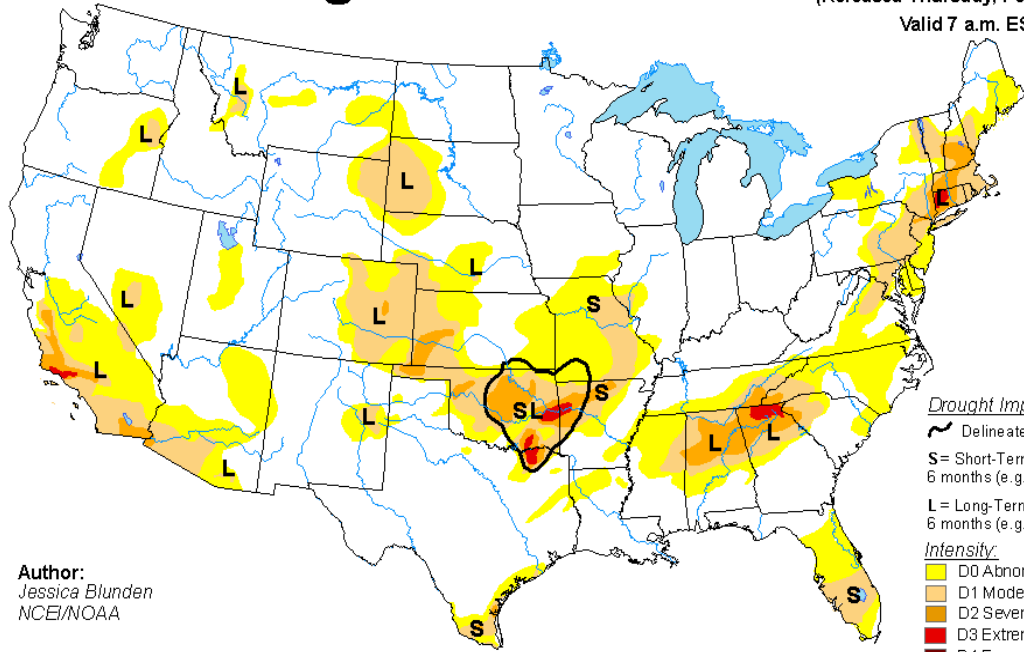 Valid 7 a.m. ES
L
L
L
L
S
L
L
L
S
L
S
SL
L
L
L
L
S
S
Drought Imp
Delineate
S = Short-Term
6 months (e.g.
L = Long-Term
6 months (e.g.
Intensity:
D0 Abnor
D1 Mode
D2 Sever
D3 Extrem
Author:
Jessica Blunden
NCEI/NOAA